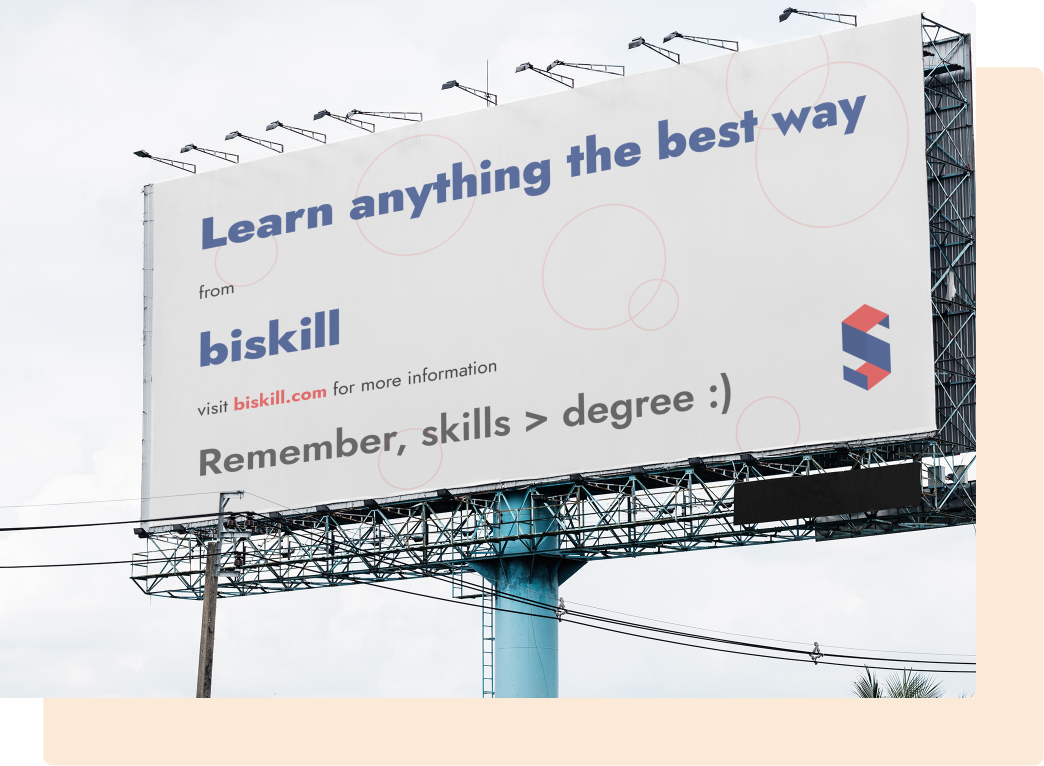 Learn anything the best way
from
biskill
visit biskill.com for more information
Remember, skills > degree :)